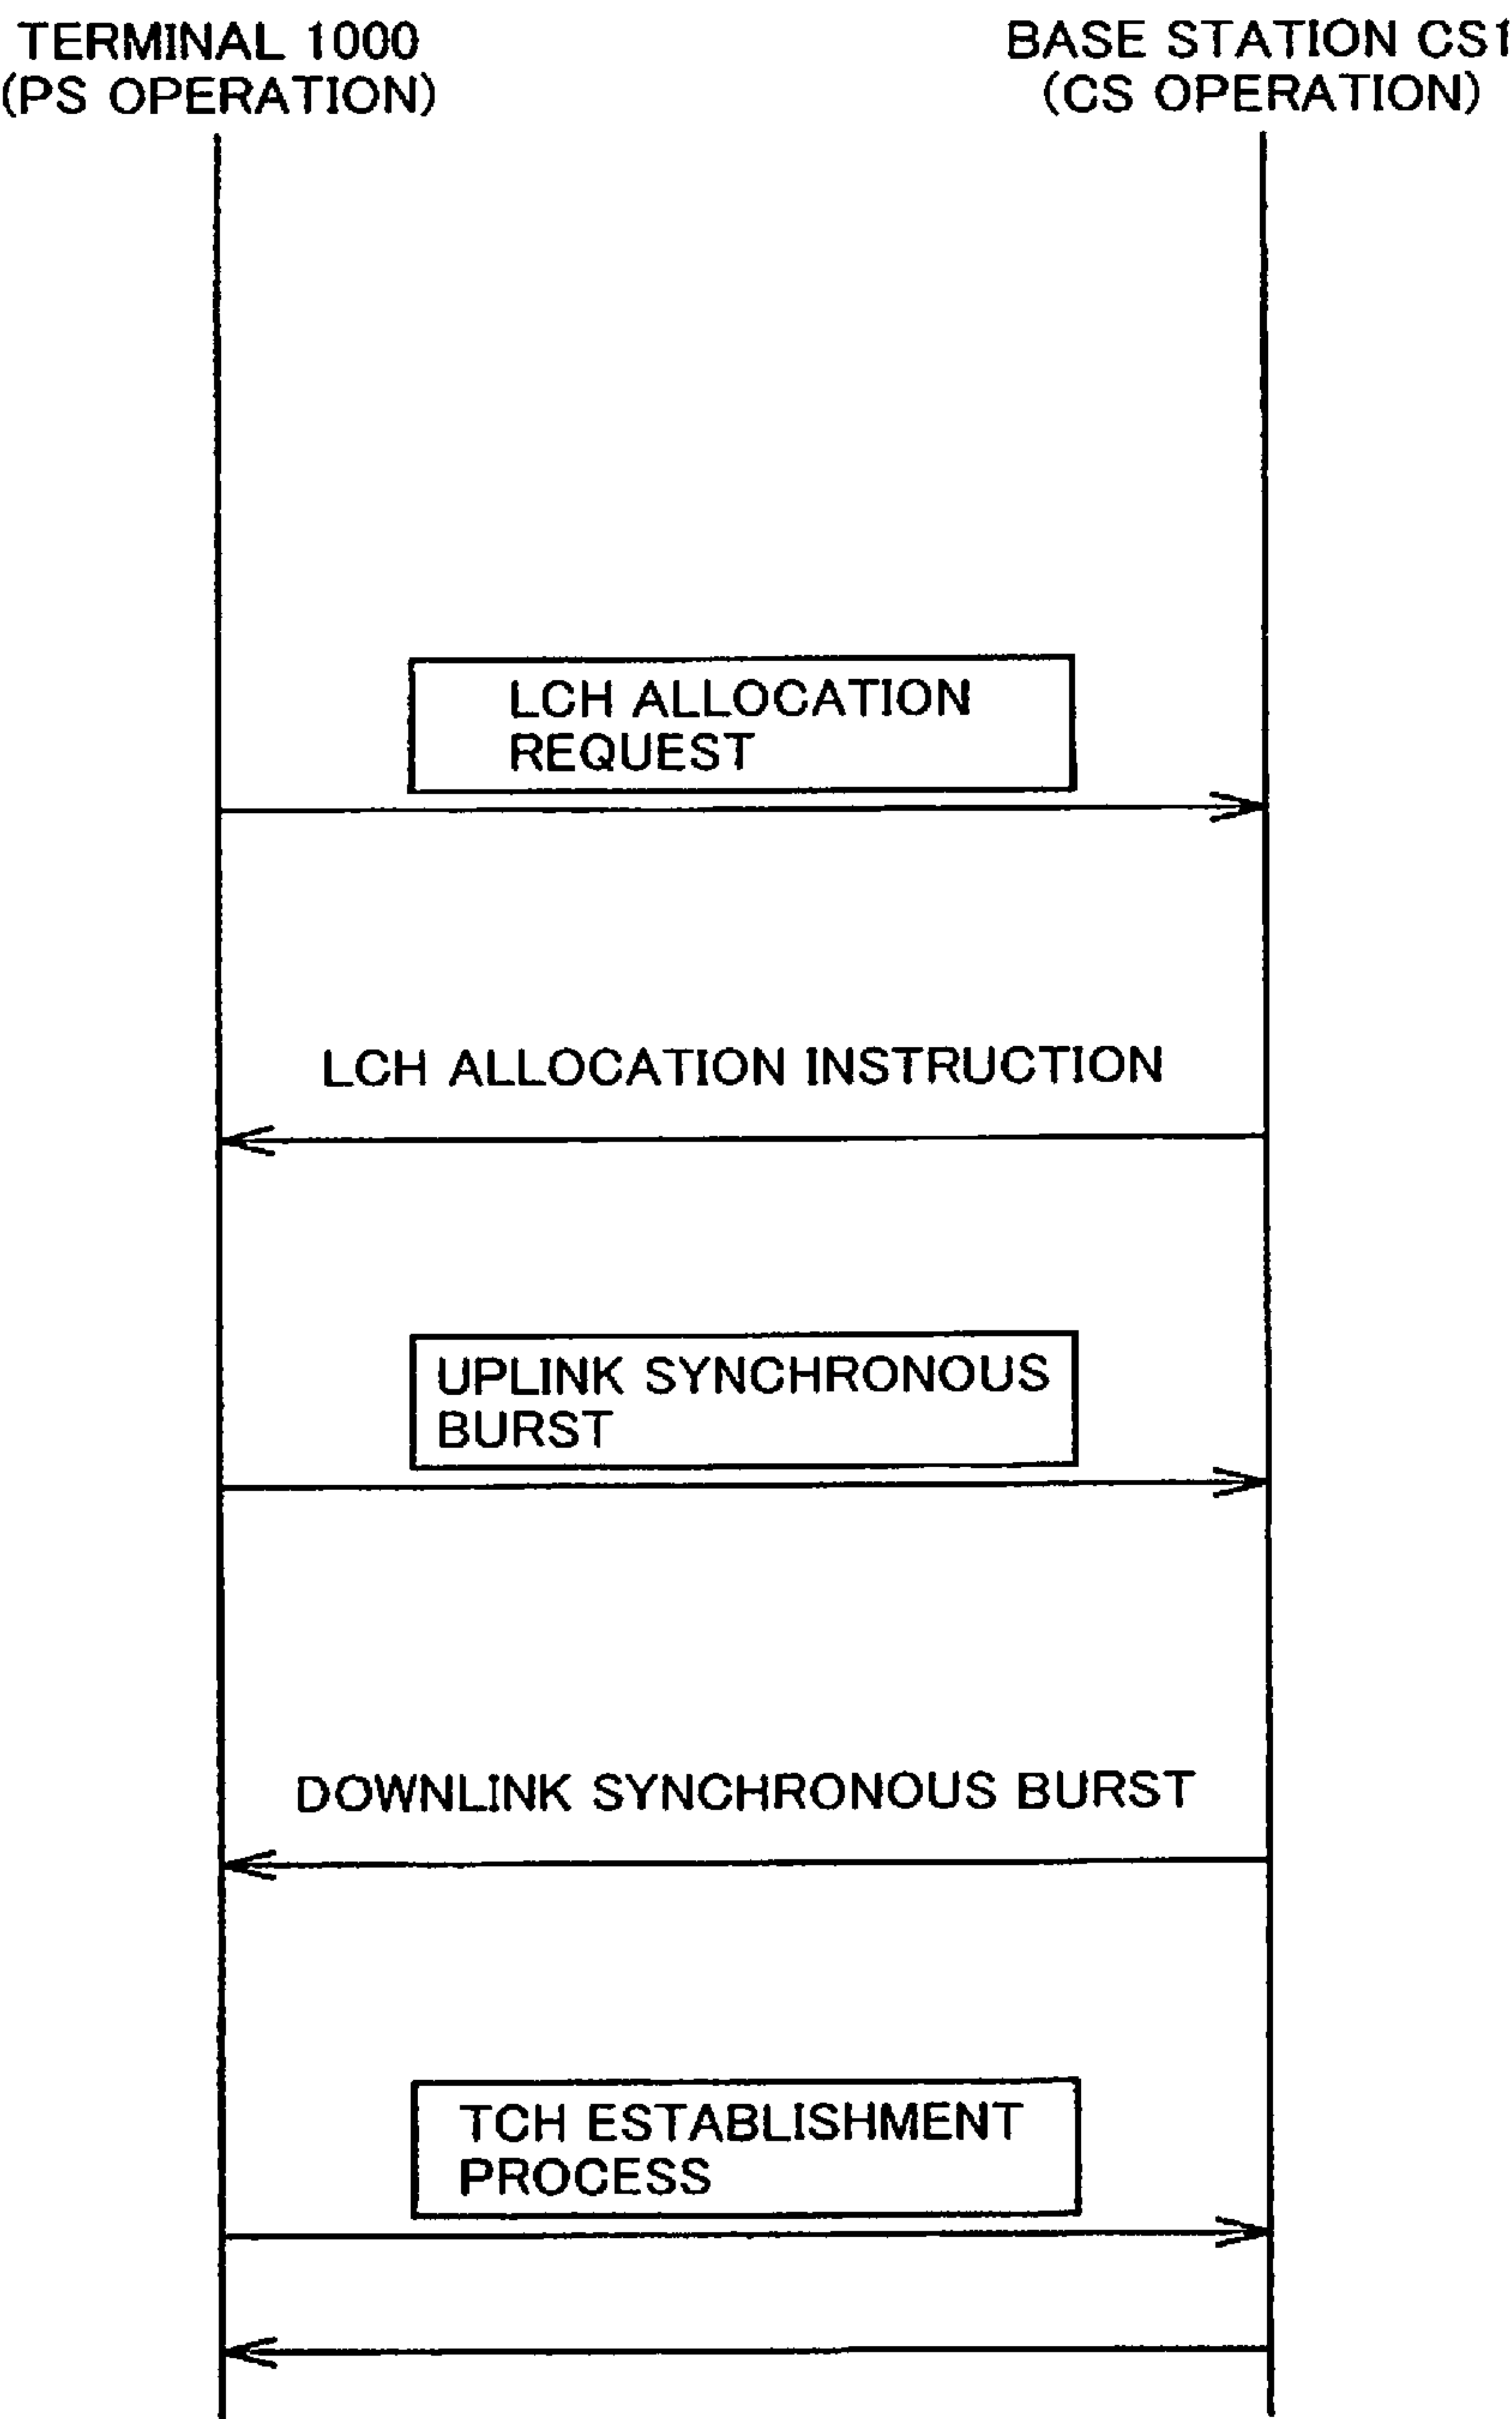 TERMINAL 1000
(PS OPERATION)
BASE STATION CS1
(CS OPERATION)
LCH ALLOCATION
REQUEST
LCH ALLOCATION INSTRUCTION
UPLINK SYNCHRONOUS
BURST
DOWNLINK SYNCHRONOUS BURST
TCH ESTABLISHMENT
PROCESS